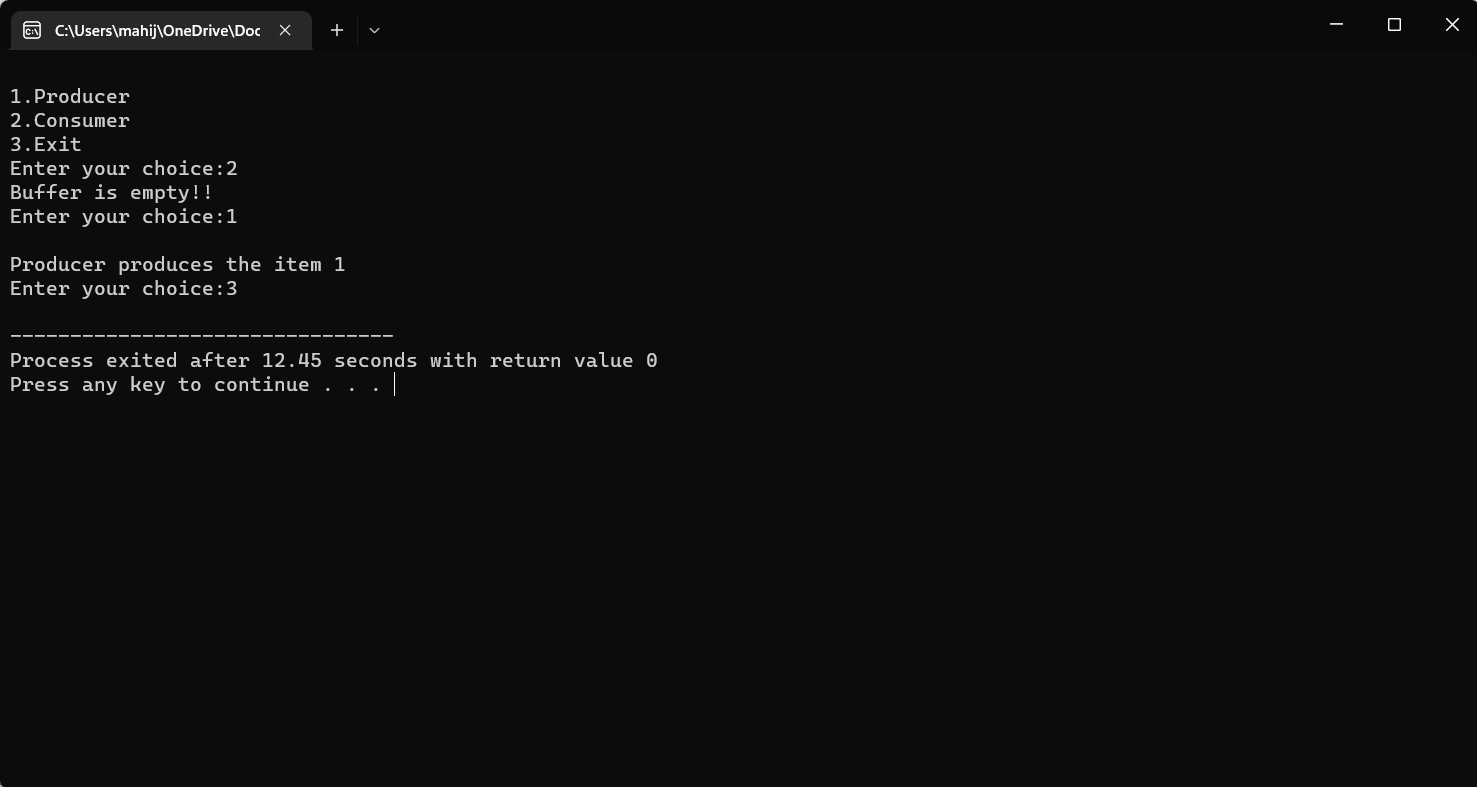 C:\Users\mahij\OneDrive\Doc
1.Producer
2.Consumer
3.Exit
Enter your choice:2
Buffer is empty!!
Enter your choice:1
Producer produces the item 1
Enter your choice:3
--------------------------------
Process exited after 12.45 seconds with return value 0
Press any key to continue . . .